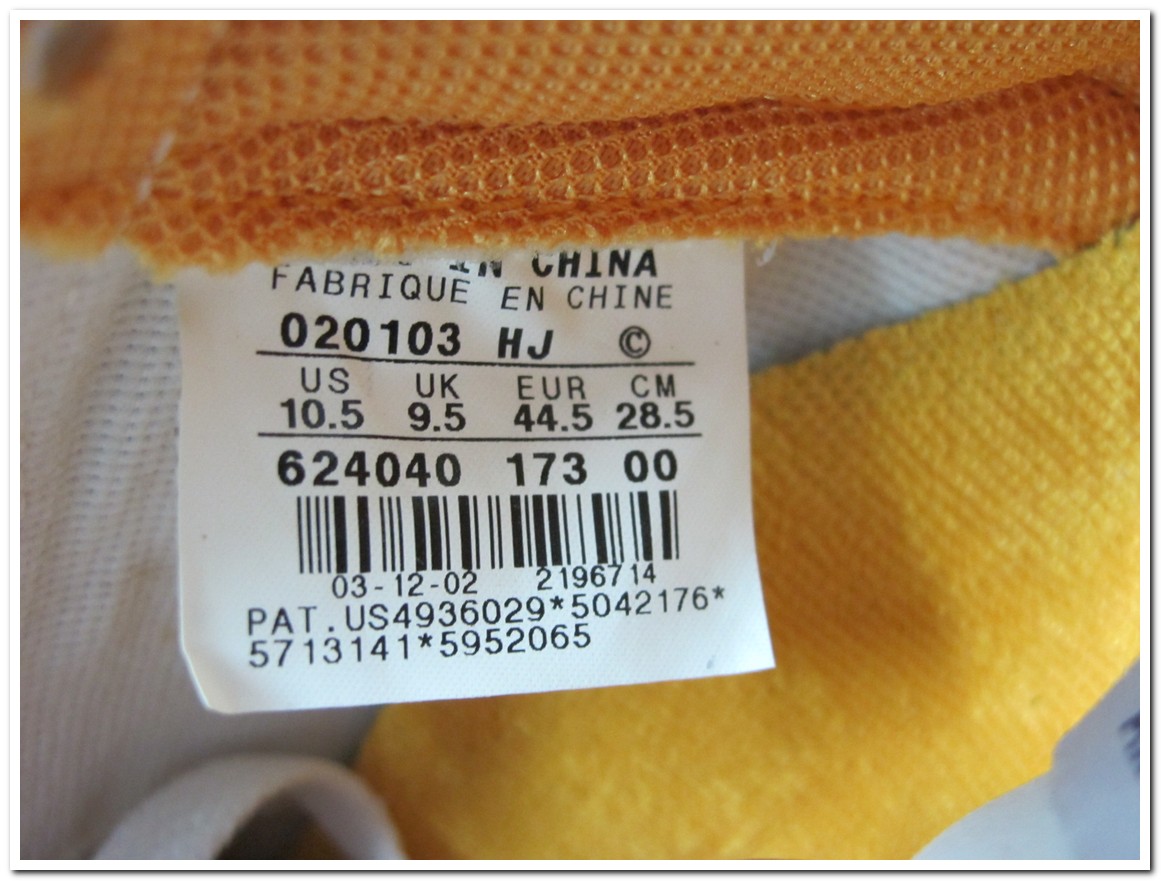 IN CHINA
FABRIQUE EN CHINE
020103 HJ ©
US UK EUR CM
10.5 9.5 44.5 28.5
624040 173 00
03-12-02 2196714
PAT.US4936029*5042176*
5713141*5952065